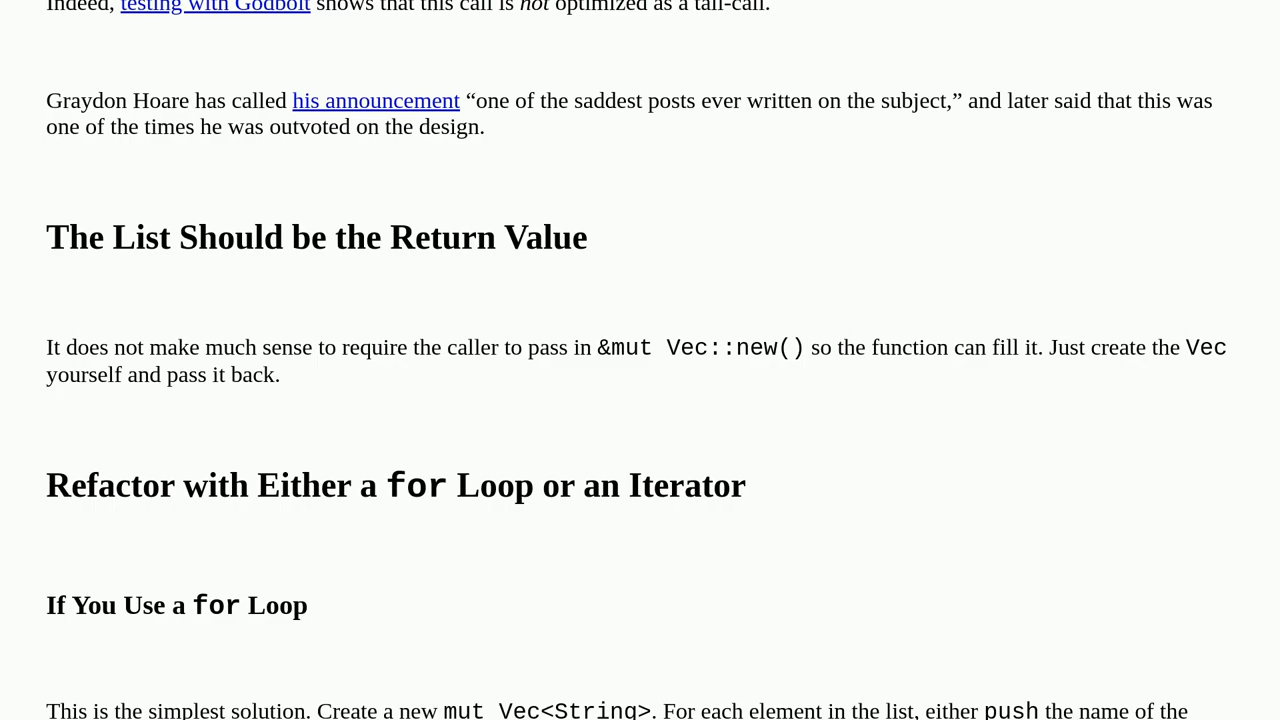 Indeed, testing with Godbolt shows that this call is not optimized as a tail-call.
Graydon Hoare has called his announcement “one of the saddest posts ever written on the subject,” and later said that this was
one of the times he was outvoted on the design.
The List Should be the Return Value
It does not make much sense to require the caller to pass in &mut Vec::new() so the function can fill it. Just create the Vec
yourself and pass it back.
Refactor with Either a for Loop or an Iterator
If You Use a for Loop
This is the simplest solution. Create a new mut Vec<String>. For each element in the list, either push the name of the